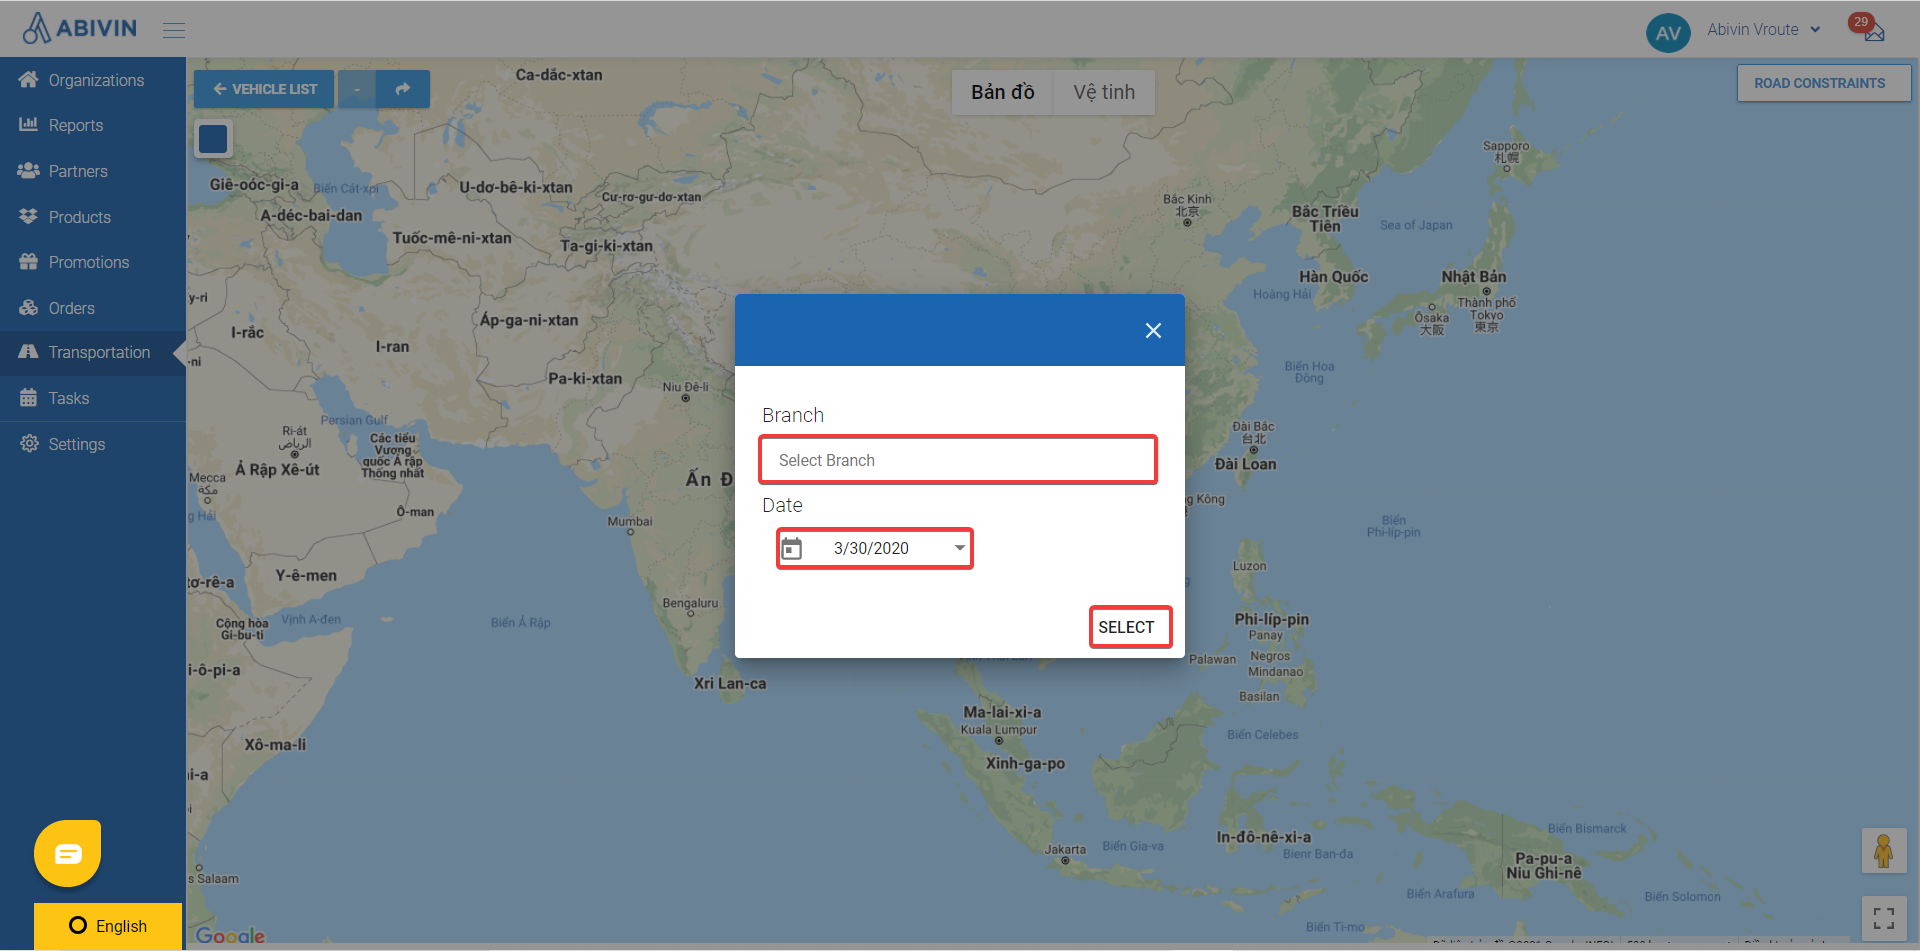 ABIVIN
AV
Abivin Vroute
29
Organizations
Reports
Partners
Products
Promotions
Orders
Transportation
Tasks
Settings
English
VEHICLE LIST
-
Bản đồ
Vệ tinh
ROAD CONSTRAINTS
Ca-dắc-xtan
Giê-oóc-gi-a
Biển Cát-xpi
U-dơ-bê-ki-xtan
Cư-rơ-gư-dơ-xtan
A-déc-bai-dan
Tuốc-mê-ni-xtan
Ta-gi-ki-xtan
y-ri
Áp-ga-ni-xtan
I-rắc
I-ran
-ni
Pa-ki-xtan
Niu Đê-li
Persian Gulf
Ri-át
الرياض
Các tiểu
Vương
quốc Ả rập
Thống nhất
Ả Rập Xê-út
Mecca
مكة
g Hải
Ô-man
Ấn Đ
Mumbai
Y-ê-men
ơ-rê-a
Bengaluru
Cộng hòa
Gi-bu-ti
Vịnh A-đen
Biển Ả Rập
i-ô-pi-a
Xri Lan-ca
Xô-ma-li
i-a
s Salaam
Google
Bắc Kinh
北京
Bắc Triều
Tiên
Sea of Japan
Sapporo
札幌
Hàn Quốc
Nhật Bản
Hoàng Hải
Thành phố
Tokyo
東京
Ōsaka
大阪
Biển Hoa
Đông
Đài Bắc
台北
Đài Loan
g Kông
Biển
Phi-líp-pin
Luzon
Phi-líp-pin
Panay
Palawan
Negros
Mindanao
Basilan
Ma-lai-xi-a
Kuala Lumpur
Xinh-ga-po
Biển Celebes
In-đô-nê-xi-a
Jakarta
Biển Gia-va
Bienr Ban-đa
Biển Bismarck
Pa-pu-a
Niu Ghi-nê
Biển Arafura
Biển Solomon
Biển Ti-mo
Branch
Select Branch
Date
3/30/2020
SELECT